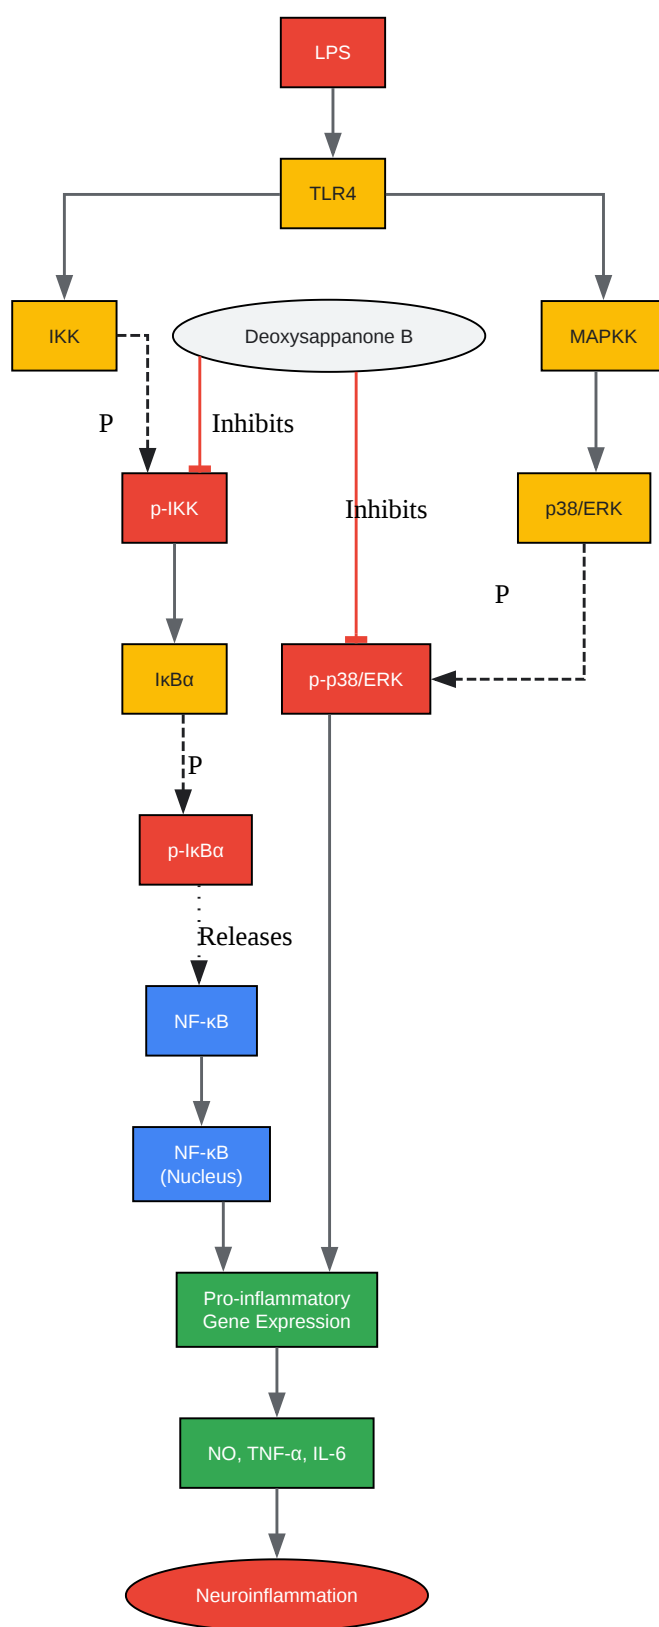 LPS
TLR4
IKK
Deoxysappanone B
MAPKK
P
Inhibits
p-IKK
Inhibits
p38/ERK
P
IκBα
p-p38/ERK
P
p-IκBα
Releases
NF-κB
NF-κB
(Nucleus)
Pro-inflammatory
Gene Expression
NO, TNF-α, IL-6
Neuroinflammation